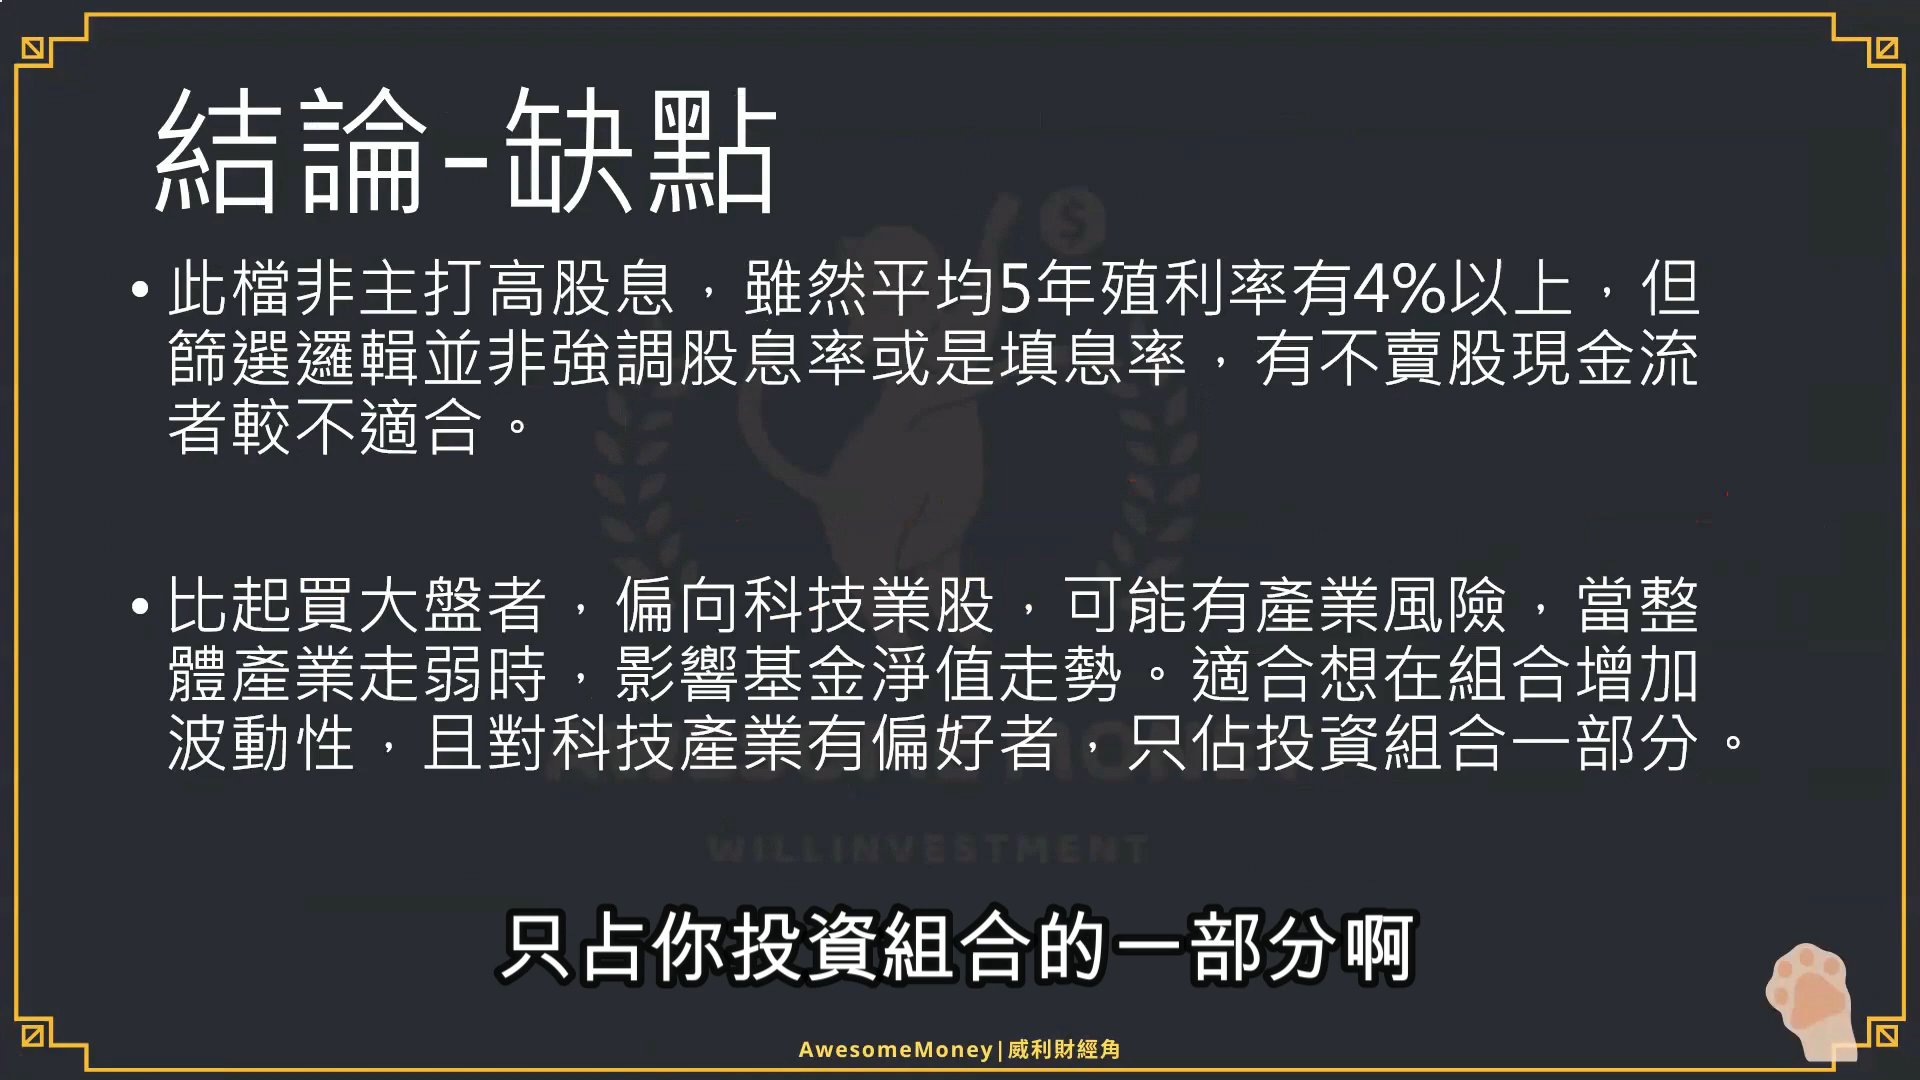 結論-缺點
• 此檔非主打高股息，雖然平均5年殖利率有4%以上，但
篩選邏輯並非強調股息率或是填息率，有不賣股現金流
者較不適合。
• 比起買大盤者，偏向科技業股，可能有產業風險，當整
體產業走弱時，影響基金淨值走勢。適合想在組合增加
波動性，且對科技產業有偏好者，只佔投資組合一部分。
WILLINVESTMENT
只占你投資組合的一部分啊
AwesomeMoney|威利財經角